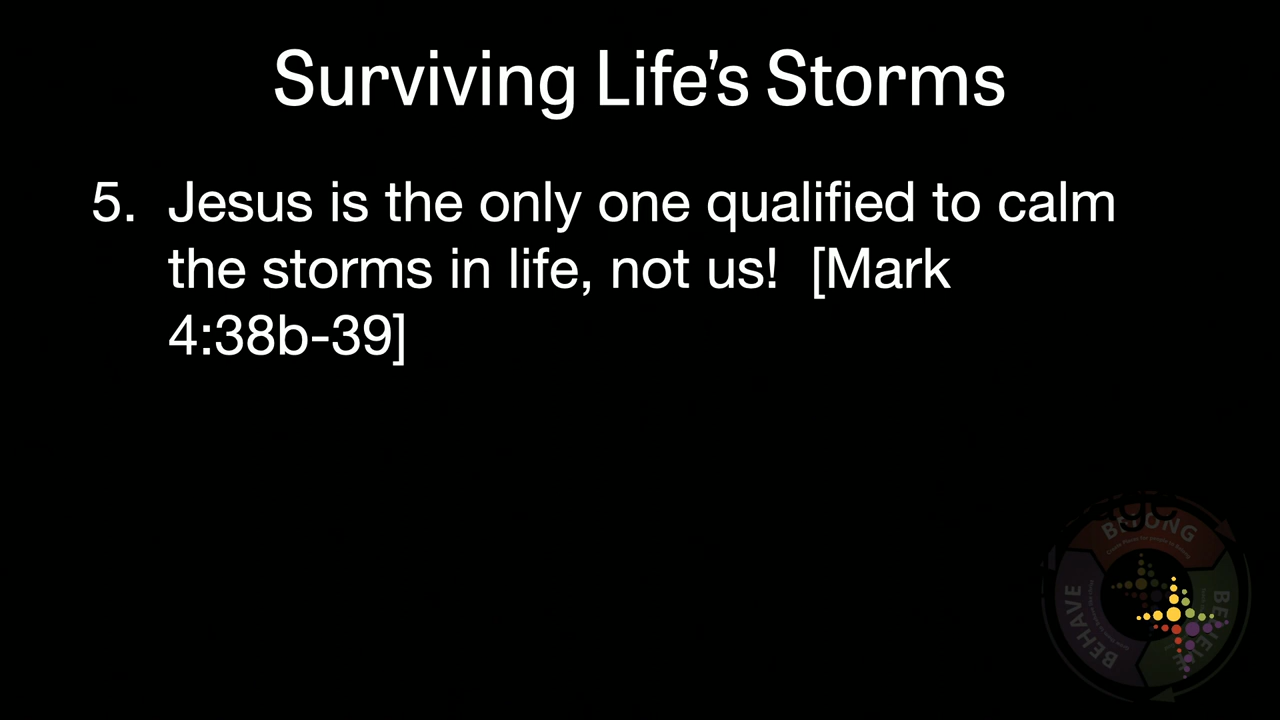 Surviving Life’s Storms
5. Jesus is the only one qualified to calm
the storms in life, not us! [Mark
4:38b-39]
BELONG
BEHAVE